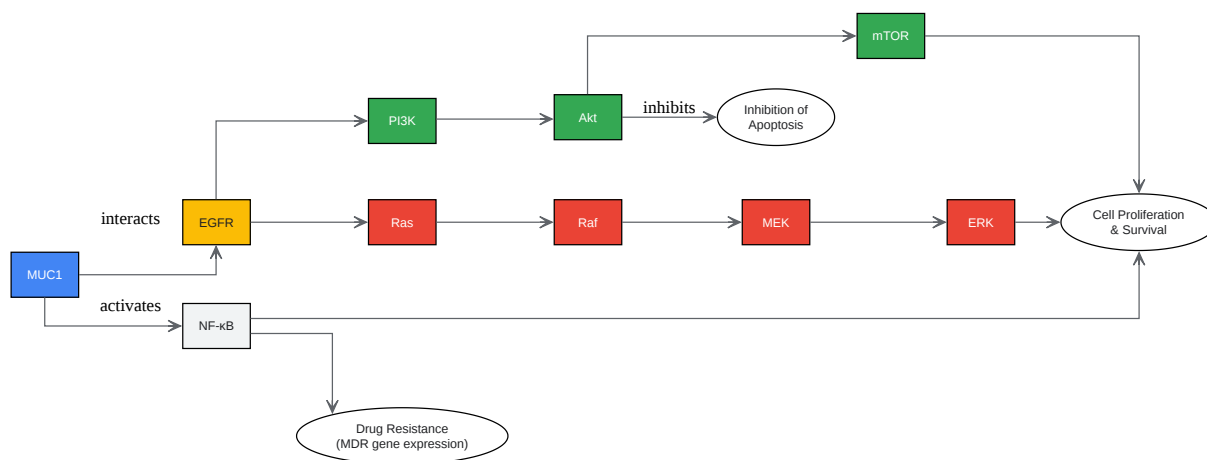 mTOR
PI3K
Akt
inhibits
Inhibition of
Apoptosis
interacts
EGFR
Ras
Raf
MEK
ERK
Cell Proliferation
& Survival
MUC1
activates
NF-κB
Drug Resistance
(MDR gene expression)